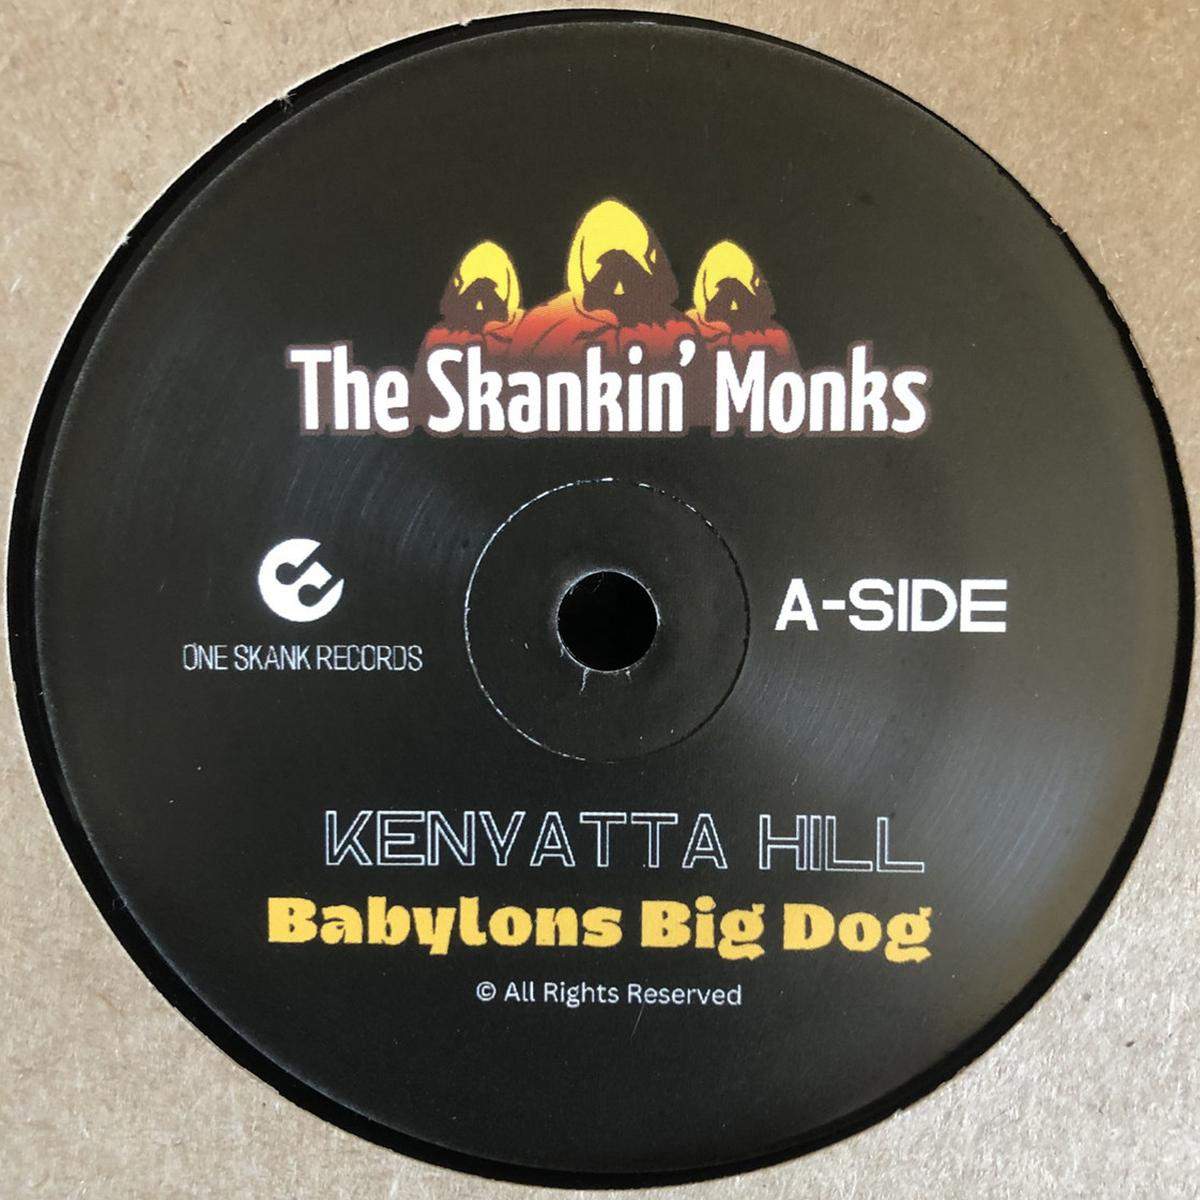 The Skankin' Monks
ONE SKANK RECORDS
A-SIDE
KENYATTA HILL
Babylons Big Dog
© All Rights Reserved